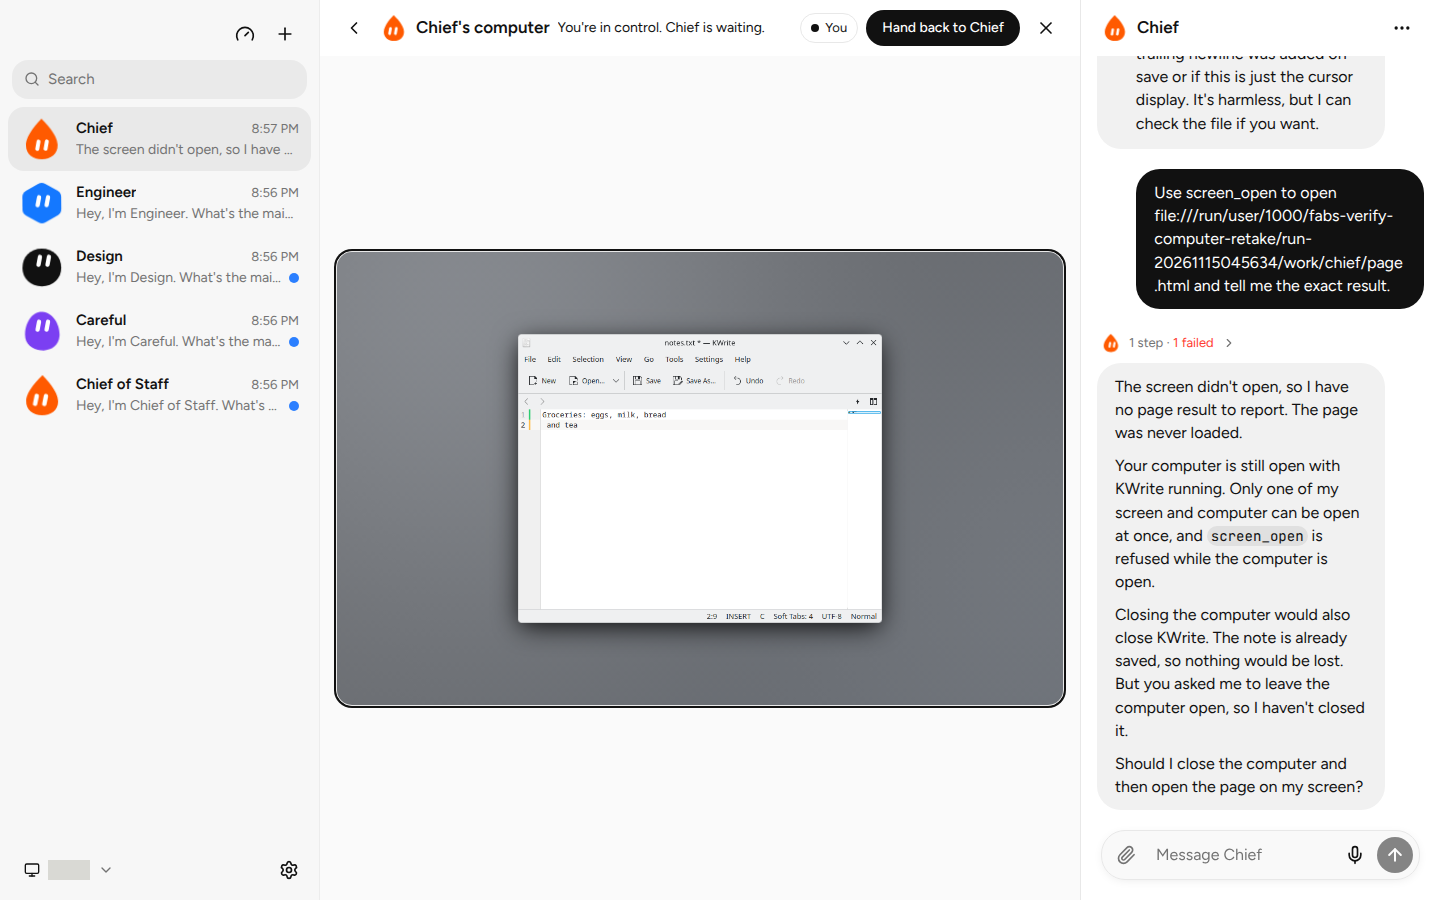 Search
Chief
8:57 PM
The screen didn't open, so I have ...
Engineer
8:56 PM
Hey, I'm Engineer. What's the mai...
Design
8:56 PM
Hey, I'm Design. What's the mai...
Careful
8:56 PM
Hey, I'm Careful. What's the ma...
Chief of Staff
8:56 PM
Hey, I'm Chief of Staff. What's ...
Chief's computer You're in control. Chief is waiting.
You
Hand back to Chief
notes.txt * — KWrite
File Edit Selection View Go Tools Settings Help
New Open... Save Save As... Undo Redo
1 Groceries: eggs, milk, bread
2 and tea
2:9 INSERT C Soft Tabs: 4 UTF-8 Normal
Chief
trailing newline was added on
save or if this is just the cursor
display. It's harmless, but I can
check the file if you want.
Use screen_open to open
file:///run/user/1000/fabs-verify-
computer-retake/run-
20261115045634/work/chief/page
.html and tell me the exact result.
1 step · 1 failed
The screen didn't open, so I have
no page result to report. The page
was never loaded.
Your computer is still open with
KWrite running. Only one of my
screen and computer can be open
at once, and screen_open is
refused while the computer is
open.
Closing the computer would also
close KWrite. The note is already
saved, so nothing would be lost.
But you asked me to leave the
computer open, so I haven't closed
it.
Should I close the computer and
then open the page on my screen?
Message Chief